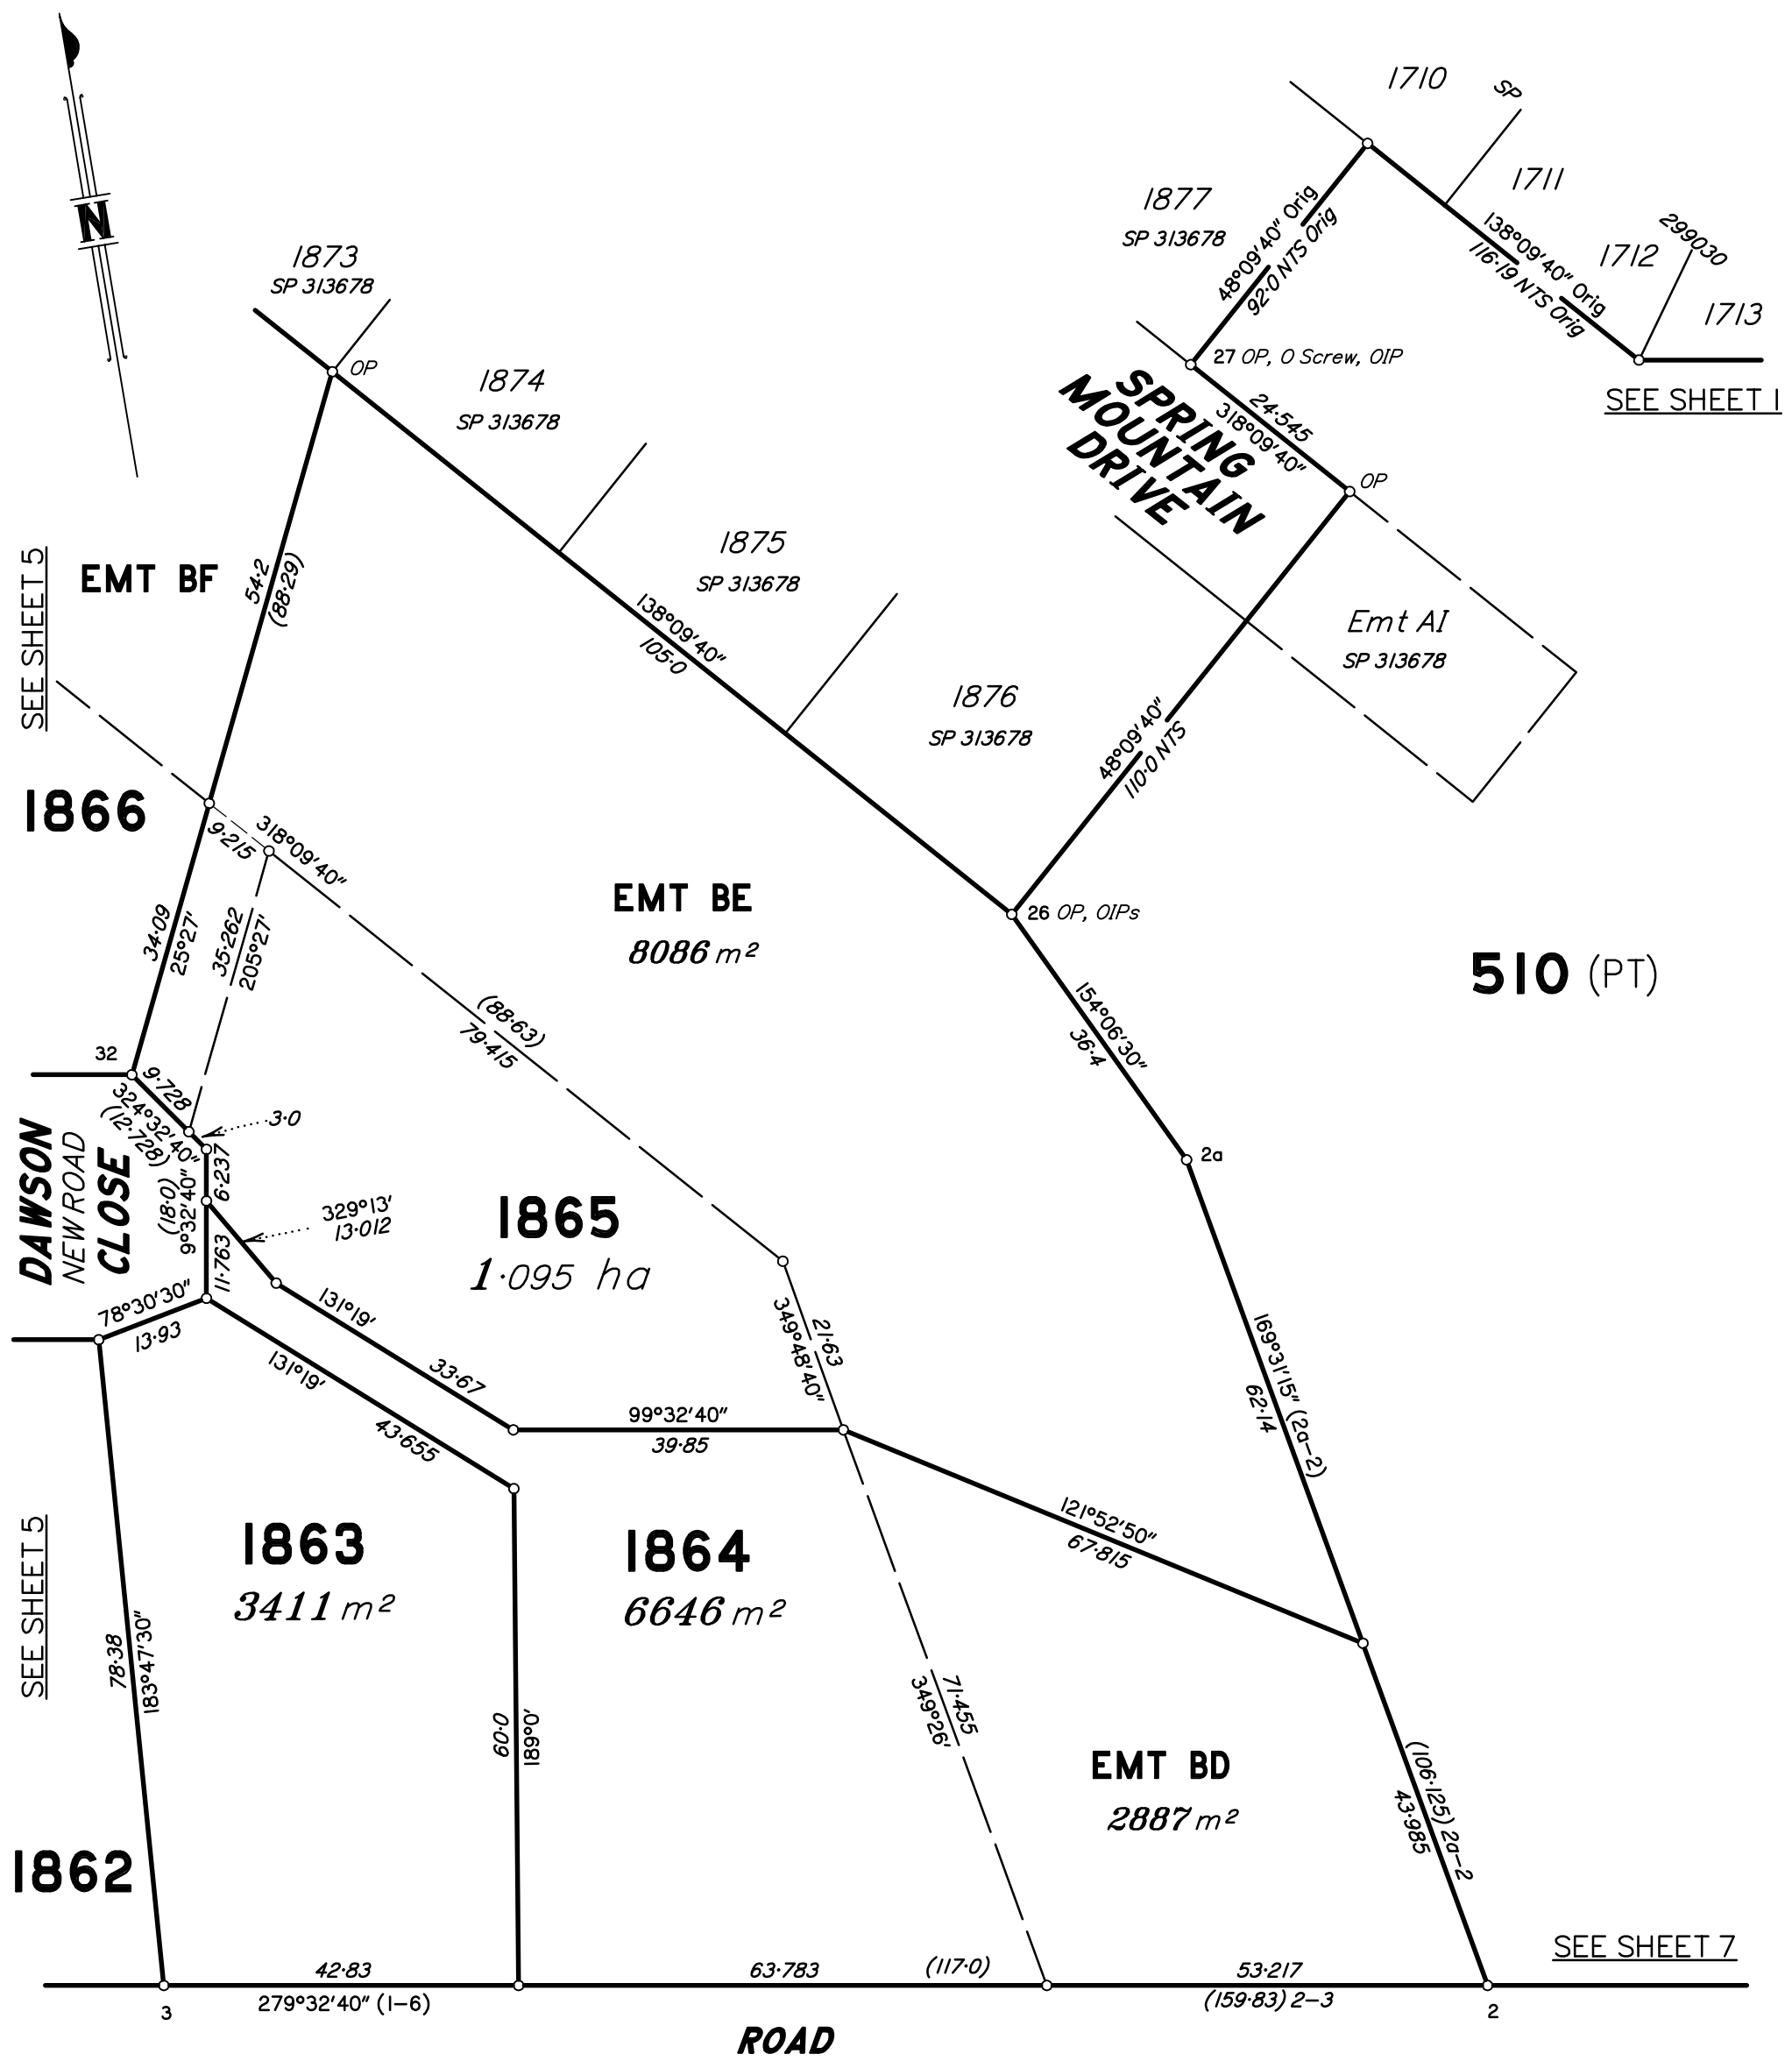 N
1710
SP
1711
1877
SP 313678
48°09'40" Orig
92·0 NTS Orig
138°09'40" Orig
116·19 NTS Orig
1712
299030
1713
SEE SHEET 1
1873
SP 313678
OP
1874
SP 313678
27 OP, O Screw, OIP
SPRING
MOUNTAIN
DRIVE
24·545
318°09'40"
OP
SEE SHEET 5
EMT BF
54·2
(88·29)
1875
SP 313678
138°09'40"
105·0
Emt AI
SP 313678
1876
SP 313678
48°09'40"
110·0 NTS
1866
9·215
318°09'40"
34·09
25°27'
35·262
205°27'
EMT BE
8086 m²
26 OP, OIPs
510 (PT)
(88·63)
79·415
154°06'30"
36·4
32
9·728
324°32'40"
(12·728)
3·0
2a
DAWSON
NEW ROAD
CLOSE
(18·0)
9°32'40"
6·237
11·763
329°13'
13·012
1865
1·095 ha
78°30'30"
13·93
131°19'
33·67
131°19'
43·655
21·63
349°48'40"
99°32'40"
39·85
169°31'15" (2a-2)
62·14
121°52'50"
67·815
SEE SHEET 5
1863
3411 m²
1864
6646 m²
78·38
183°47'30"
60·0
189°0'
71·455
349°26'
EMT BD
2887 m²
(106·125) 2a-2
43·985
1862
SEE SHEET 7
42·83
63·783
(117·0)
53·217
3
279°32'40" (1-6)
(159·83) 2-3
2
ROAD